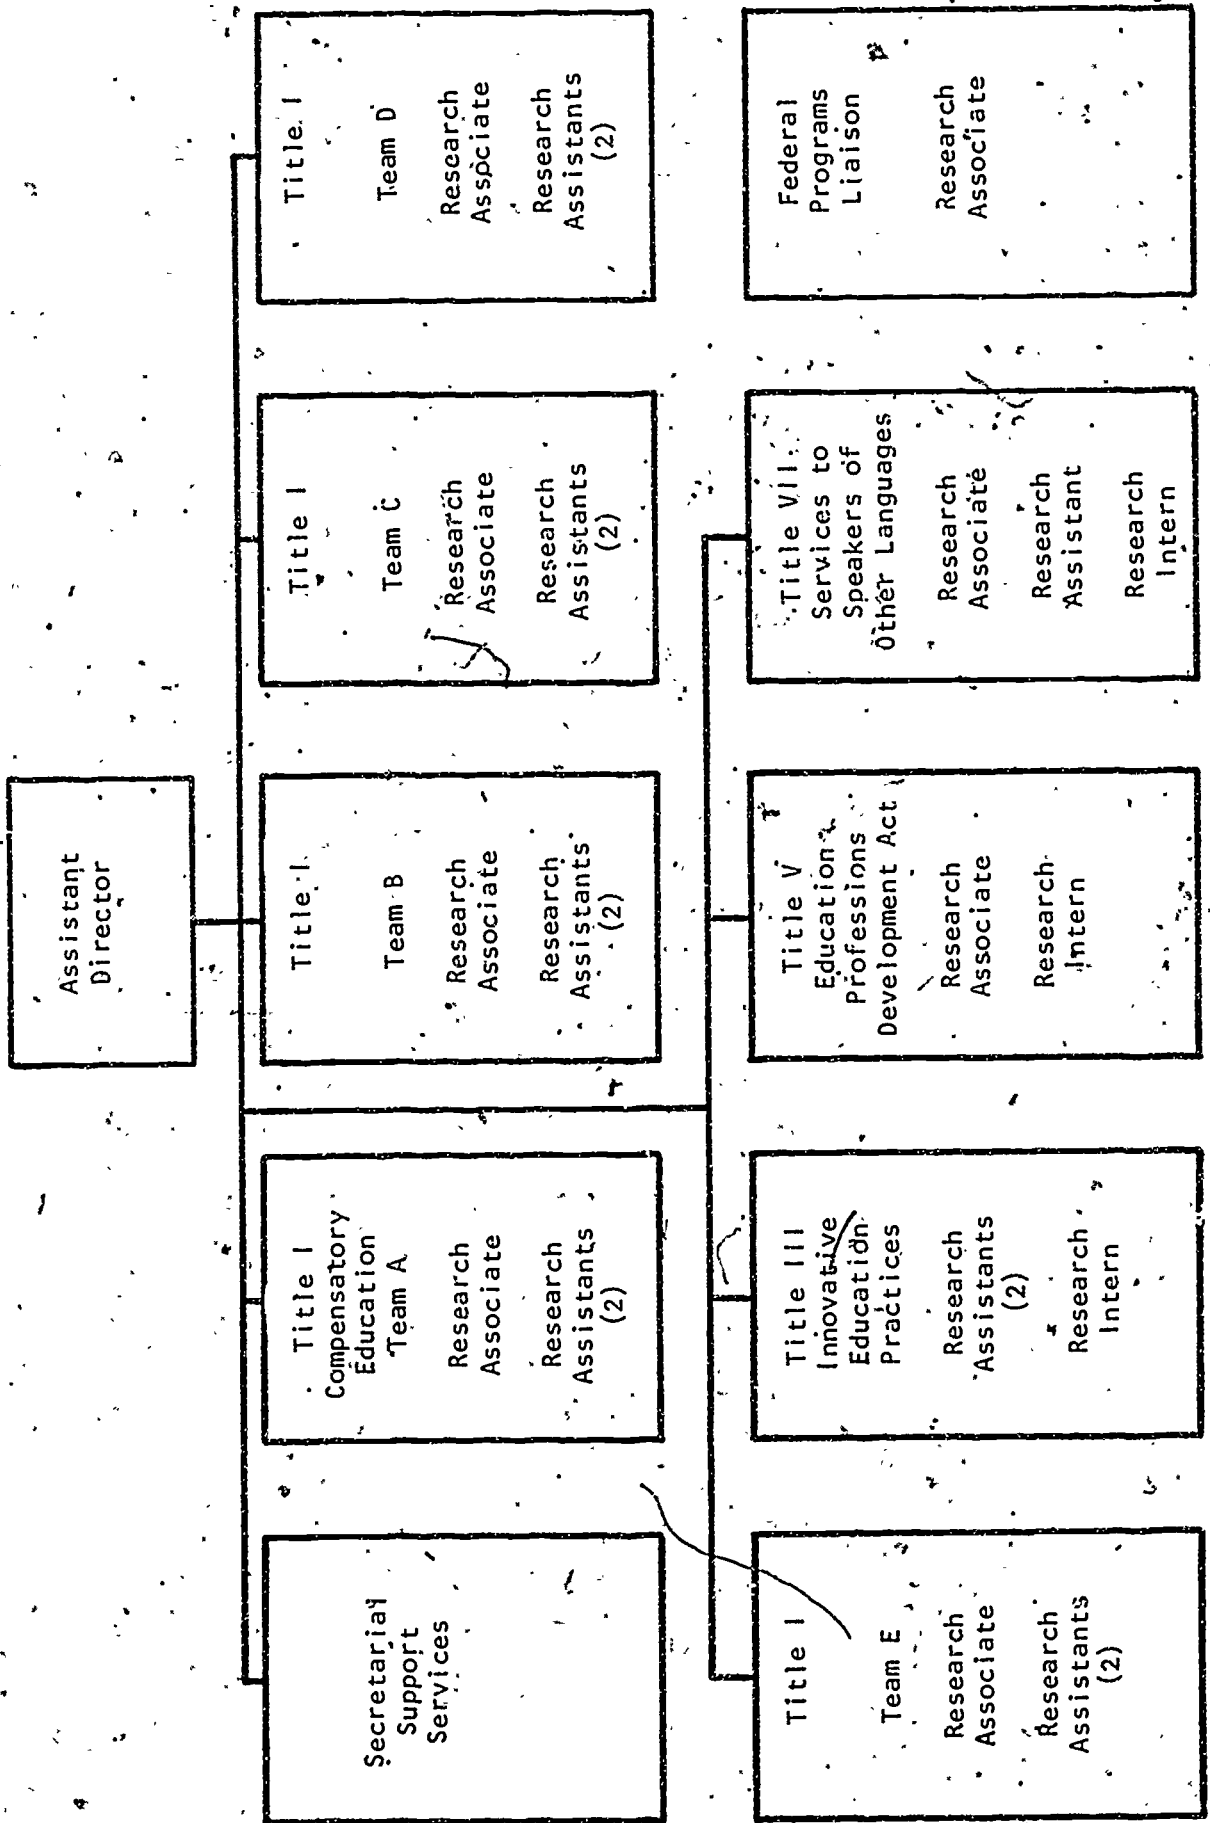 Assistant
Director
Secretarial
Support
Services
Title I
Compensatory
Education
Team A
Research
Associate
Research
Assistants
(2)
Title I
Team B
Research
Associate
Research
Assistants
(2)
Title I
Team C
Research
Associate
Research
Assistants
(2)
Title I
Team D
Research
Associate
Research
Assistants
(2)
Title I
Team E
Research
Associate
Research
Assistants
(2)
Title III
Innovative
Education
Practices
Research
Assistants
(2)
Research
Intern
Title V
Education
Professions
Development Act
Research
Associate
Research
Intern
Title VII
Services to
Speakers of
Other Languages
Research
Associate
Research
Assistant
Research
Intern
Federal
Programs
Liaison
Research
Associate